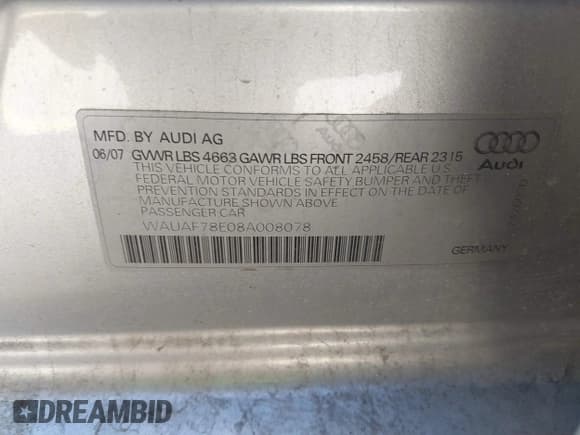 MFD. BY AUDI AG
06/07 GVWR LBS 4663 GAWR LBS FRONT 2458/REAR 2315
THIS VEHICLE CONFORMS TO ALL APPLICABLE U.S.
FEDERAL MOTOR VEHICLE SAFETY BUMPER AND THEFT
PREVENTION STANDARDS IN EFFECT ON THE DATE OF
MANUFACTURE SHOWN ABOVE
PASSENGER CAR
WAUAF78E08A008078
Audi
GERMANY
DREAMBID